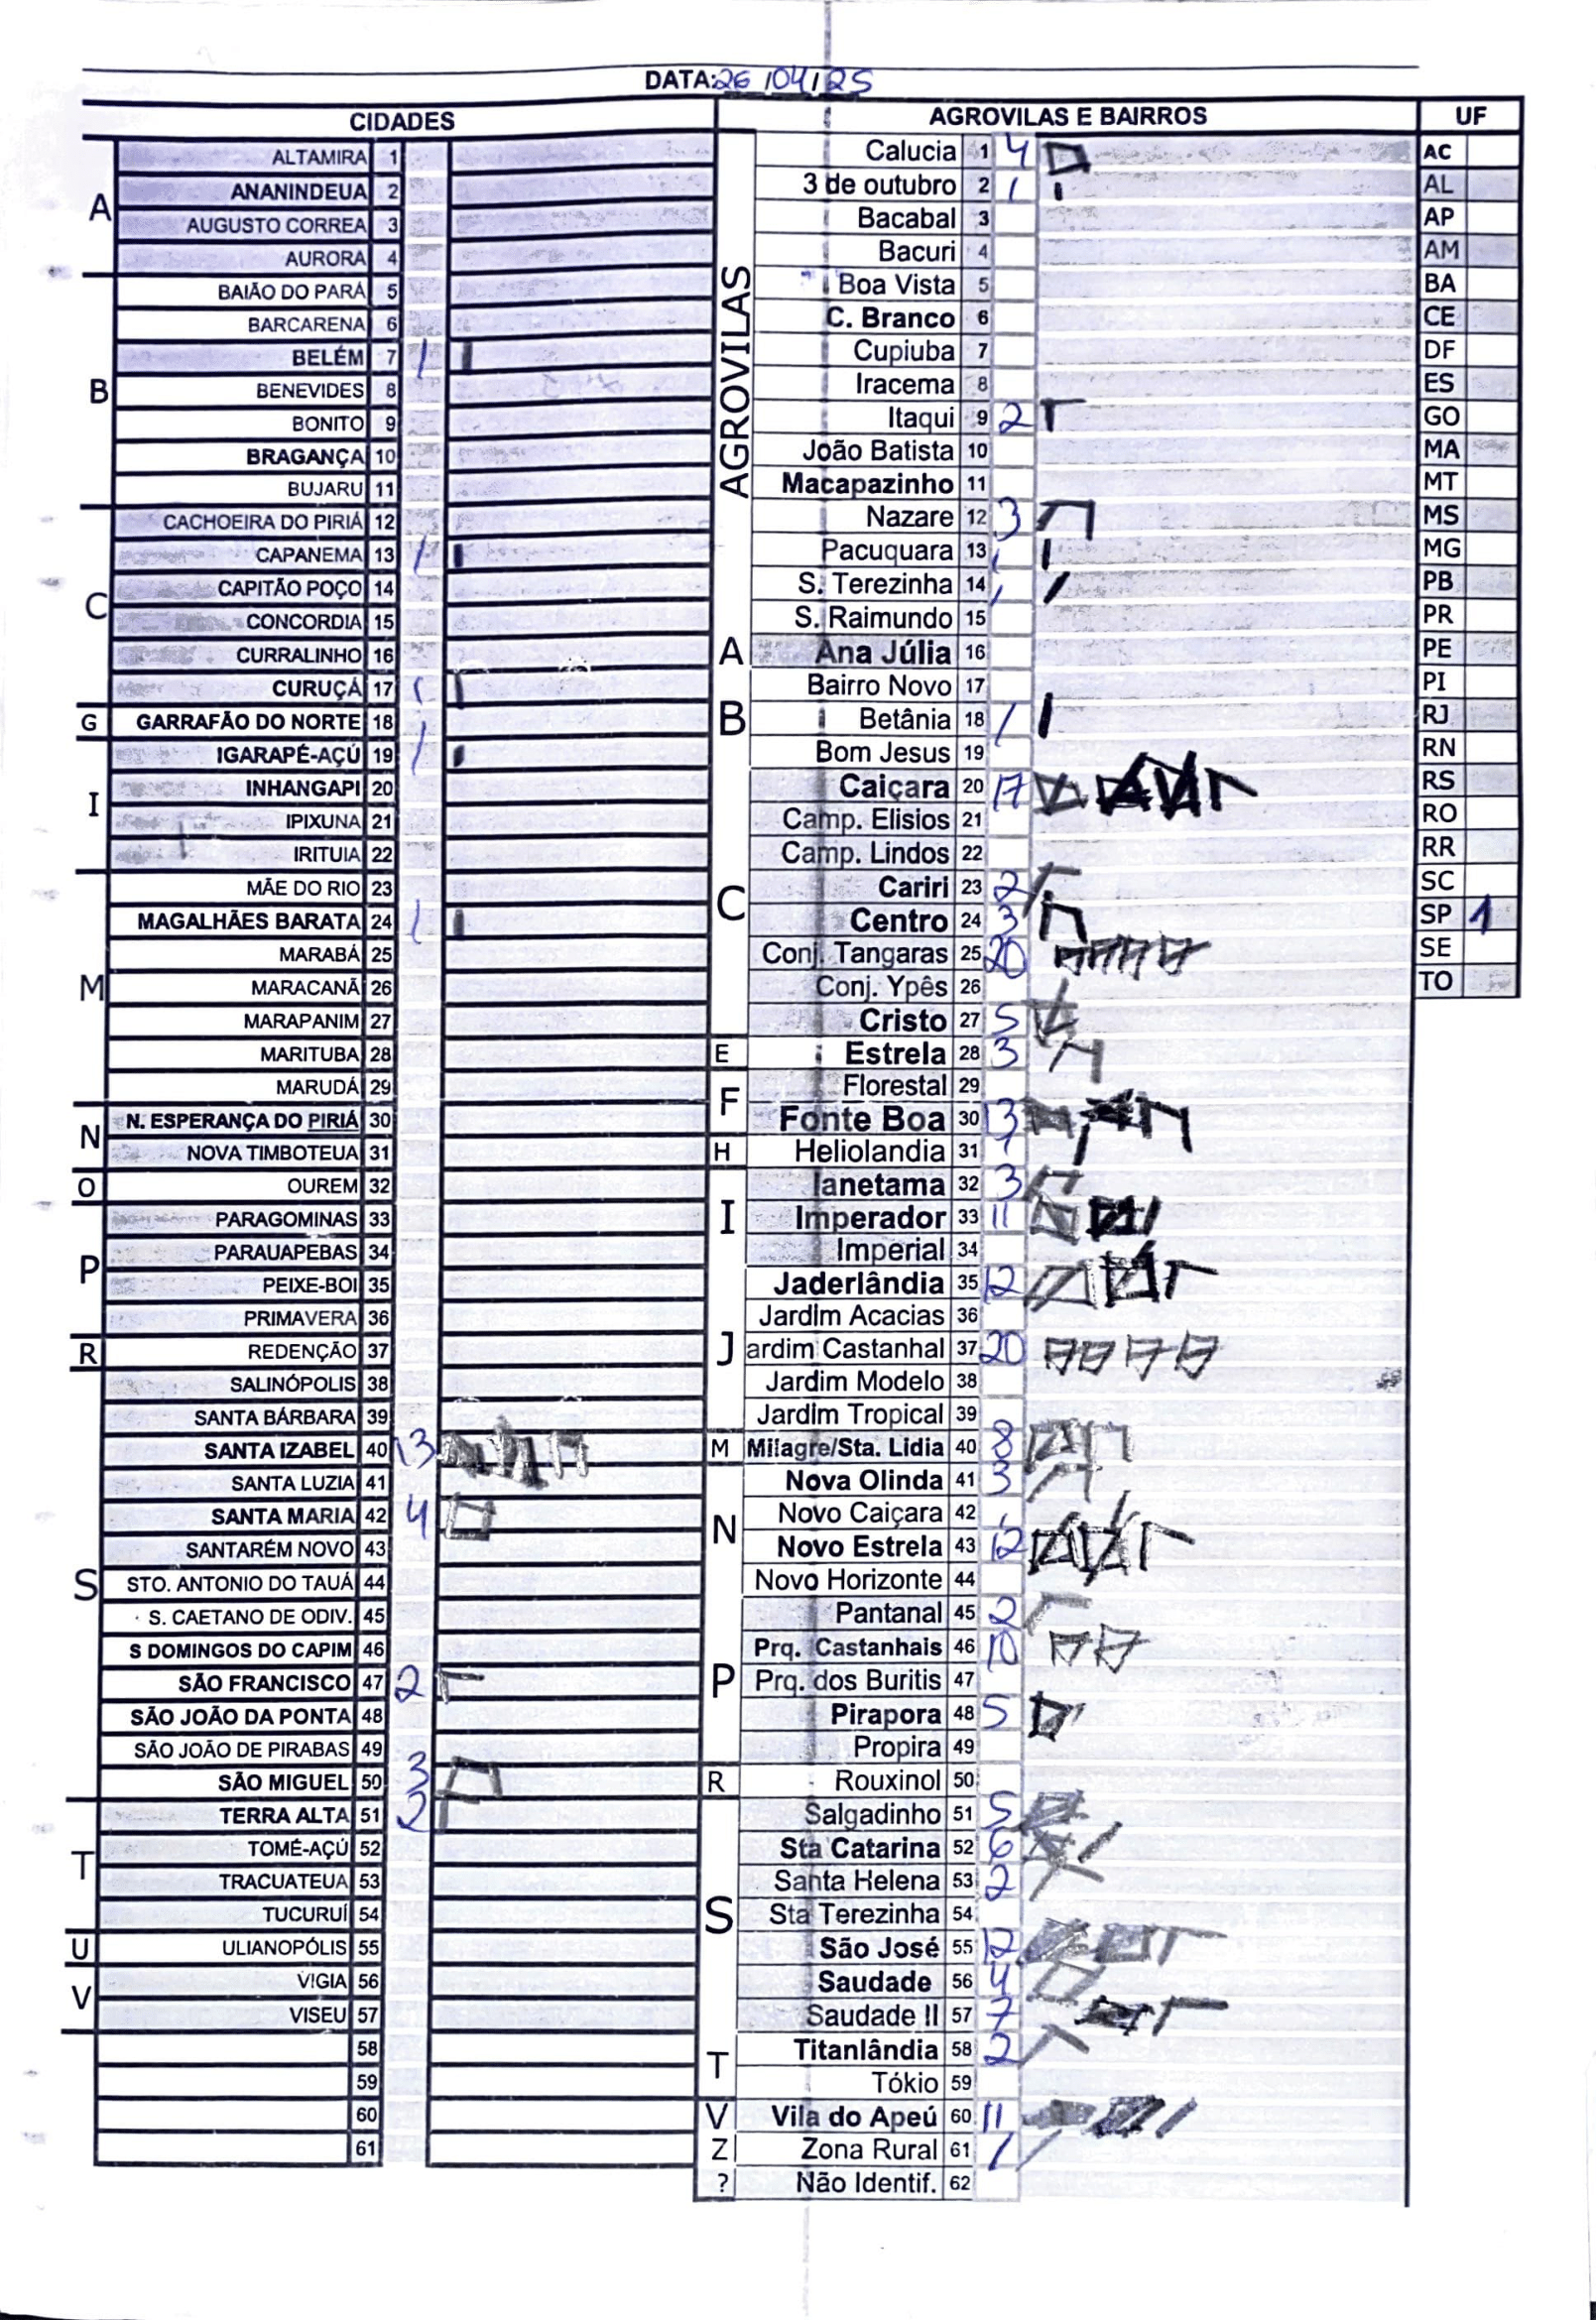 DATA: 26/04/25
CIDADES
A
ALTAMIRA 1
ANANINDEUA 2
AUGUSTO CORREA 3
AURORA 4
B
BAIÃO DO PARÁ 5
BARCARENA 6
BELÉM 7 1
BENEVIDES 8
BONITO 9
BRAGANÇA 10
BUJARU 11
C
CACHOEIRA DO PIRIÁ 12
CAPANEMA 13 1
CAPITÃO POÇO 14
CONCORDIA 15
CURRALINHO 16
CURUÇÁ 17 1
G
GARRAFÃO DO NORTE 18
I
IGARAPÉ-AÇÚ 19 1
INHANGAPI 20
IPIXUNA 21
IRITUIA 22
M
MÃE DO RIO 23
MAGALHÃES BARATA 24 1
MARABÁ 25
MARACANÃ 26
MARAPANIM 27
MARITUBA 28
MARUDÁ 29
N
N. ESPERANÇA DO PIRIÁ 30
NOVA TIMBOTEUA 31
O
OUREM 32
P
PARAGOMINAS 33
PARAUAPEBAS 34
PEIXE-BOI 35
PRIMAVERA 36
R
REDENÇÃO 37
S
SALINÓPOLIS 38
SANTA BÁRBARA 39
SANTA IZABEL 40 13
SANTA LUZIA 41
SANTA MARIA 42 4
SANTARÉM NOVO 43
STO. ANTONIO DO TAUÁ 44
S. CAETANO DE ODIV. 45
S DOMINGOS DO CAPIM 46
SÃO FRANCISCO 47 2
SÃO JOÃO DA PONTA 48
SÃO JOÃO DE PIRABAS 49
SÃO MIGUEL 50 3
T
TERRA ALTA 51 2
TOMÉ-AÇÚ 52
TRACUATEUA 53
TUCURUÍ 54
U
ULIANOPÓLIS 55
V
VIGIA 56
VISEU 57
58
59
60
61
AGROVILAS E BAIRROS
AGROVILAS
Calucia 1 4
3 de outubro 2 1
Bacabal 3
Bacuri 4
Boa Vista 5
C. Branco 6
Cupiuba 7
Iracema 8
Itaqui 9 2
João Batista 10
Macapazinho 11
Nazare 12 3
Pacuquara 13 1
S. Terezinha 14 1
S. Raimundo 15
A
Ana Júlia 16
B
Bairro Novo 17
Betânia 18 1
Bom Jesus 19
C
Caiçara 20 17
Camp. Elisios 21
Camp. Lindos 22
Cariri 23 2
Centro 24 3
Conj. Tangaras 25 20
Conj. Ypês 26
Cristo 27 5
E
Estrela 28 3
F
Florestal 29
Fonte Boa 30 13
H
Heliolandia 31 1
I
Ianetama 32 3
Imperador 33 11
Imperial 34
J
Jaderlândia 35 12
Jardim Acacias 36
ardim Castanhal 37 20
Jardim Modelo 38
Jardim Tropical 39
M
Milagre/Sta. Lidia 40 8
N
Nova Olinda 41 3
Novo Caiçara 42
Novo Estrela 43 12
Novo Horizonte 44
P
Pantanal 45 2
Prq. Castanhais 46 10
Prq. dos Buritis 47
Pirapora 48 5
Propira 49
R
Rouxinol 50
S
Salgadinho 51 5
Sta Catarina 52 6
Santa Helena 53 2
Sta Terezinha 54
São José 55 12
Saudade 56 4
Saudade II 57 7
T
Titanlândia 58 2
Tókio 59
V
Vila do Apeú 60 11
Z
Zona Rural 61 1
?
Não Identif. 62
UF
AC
AL
AP
AM
BA
CE
DF
ES
GO
MA
MT
MS
MG
PB
PR
PE
PI
RJ
RN
RS
RO
RR
SC
SP 1
SE
TO